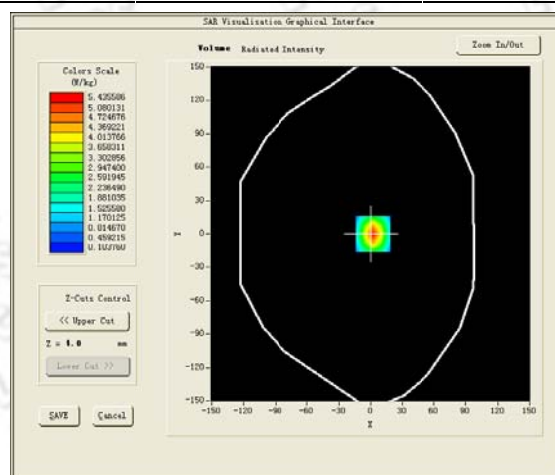 SAR Visualisation Graphical Interface
Volume Radiated Intensity
Zoom In/Out
Colors Scale
(W/kg)
5.435586
5.080131
4.724676
4.369221
4.013766
3.658311
3.302856
2.947400
2.591945
2.236490
1.881035
1.525580
1.170125
0.814670
0.459215
0.103760
Z-Cuts Control
<< Upper Cut
Z = 4.0 mm
Lower Cut >>
SAVE
Cancel
150
120
90
60
30
0
-30
-60
-90
-120
-150
Y
-150 -120 -90 -60 -30 0 30 60 90 120 150
X